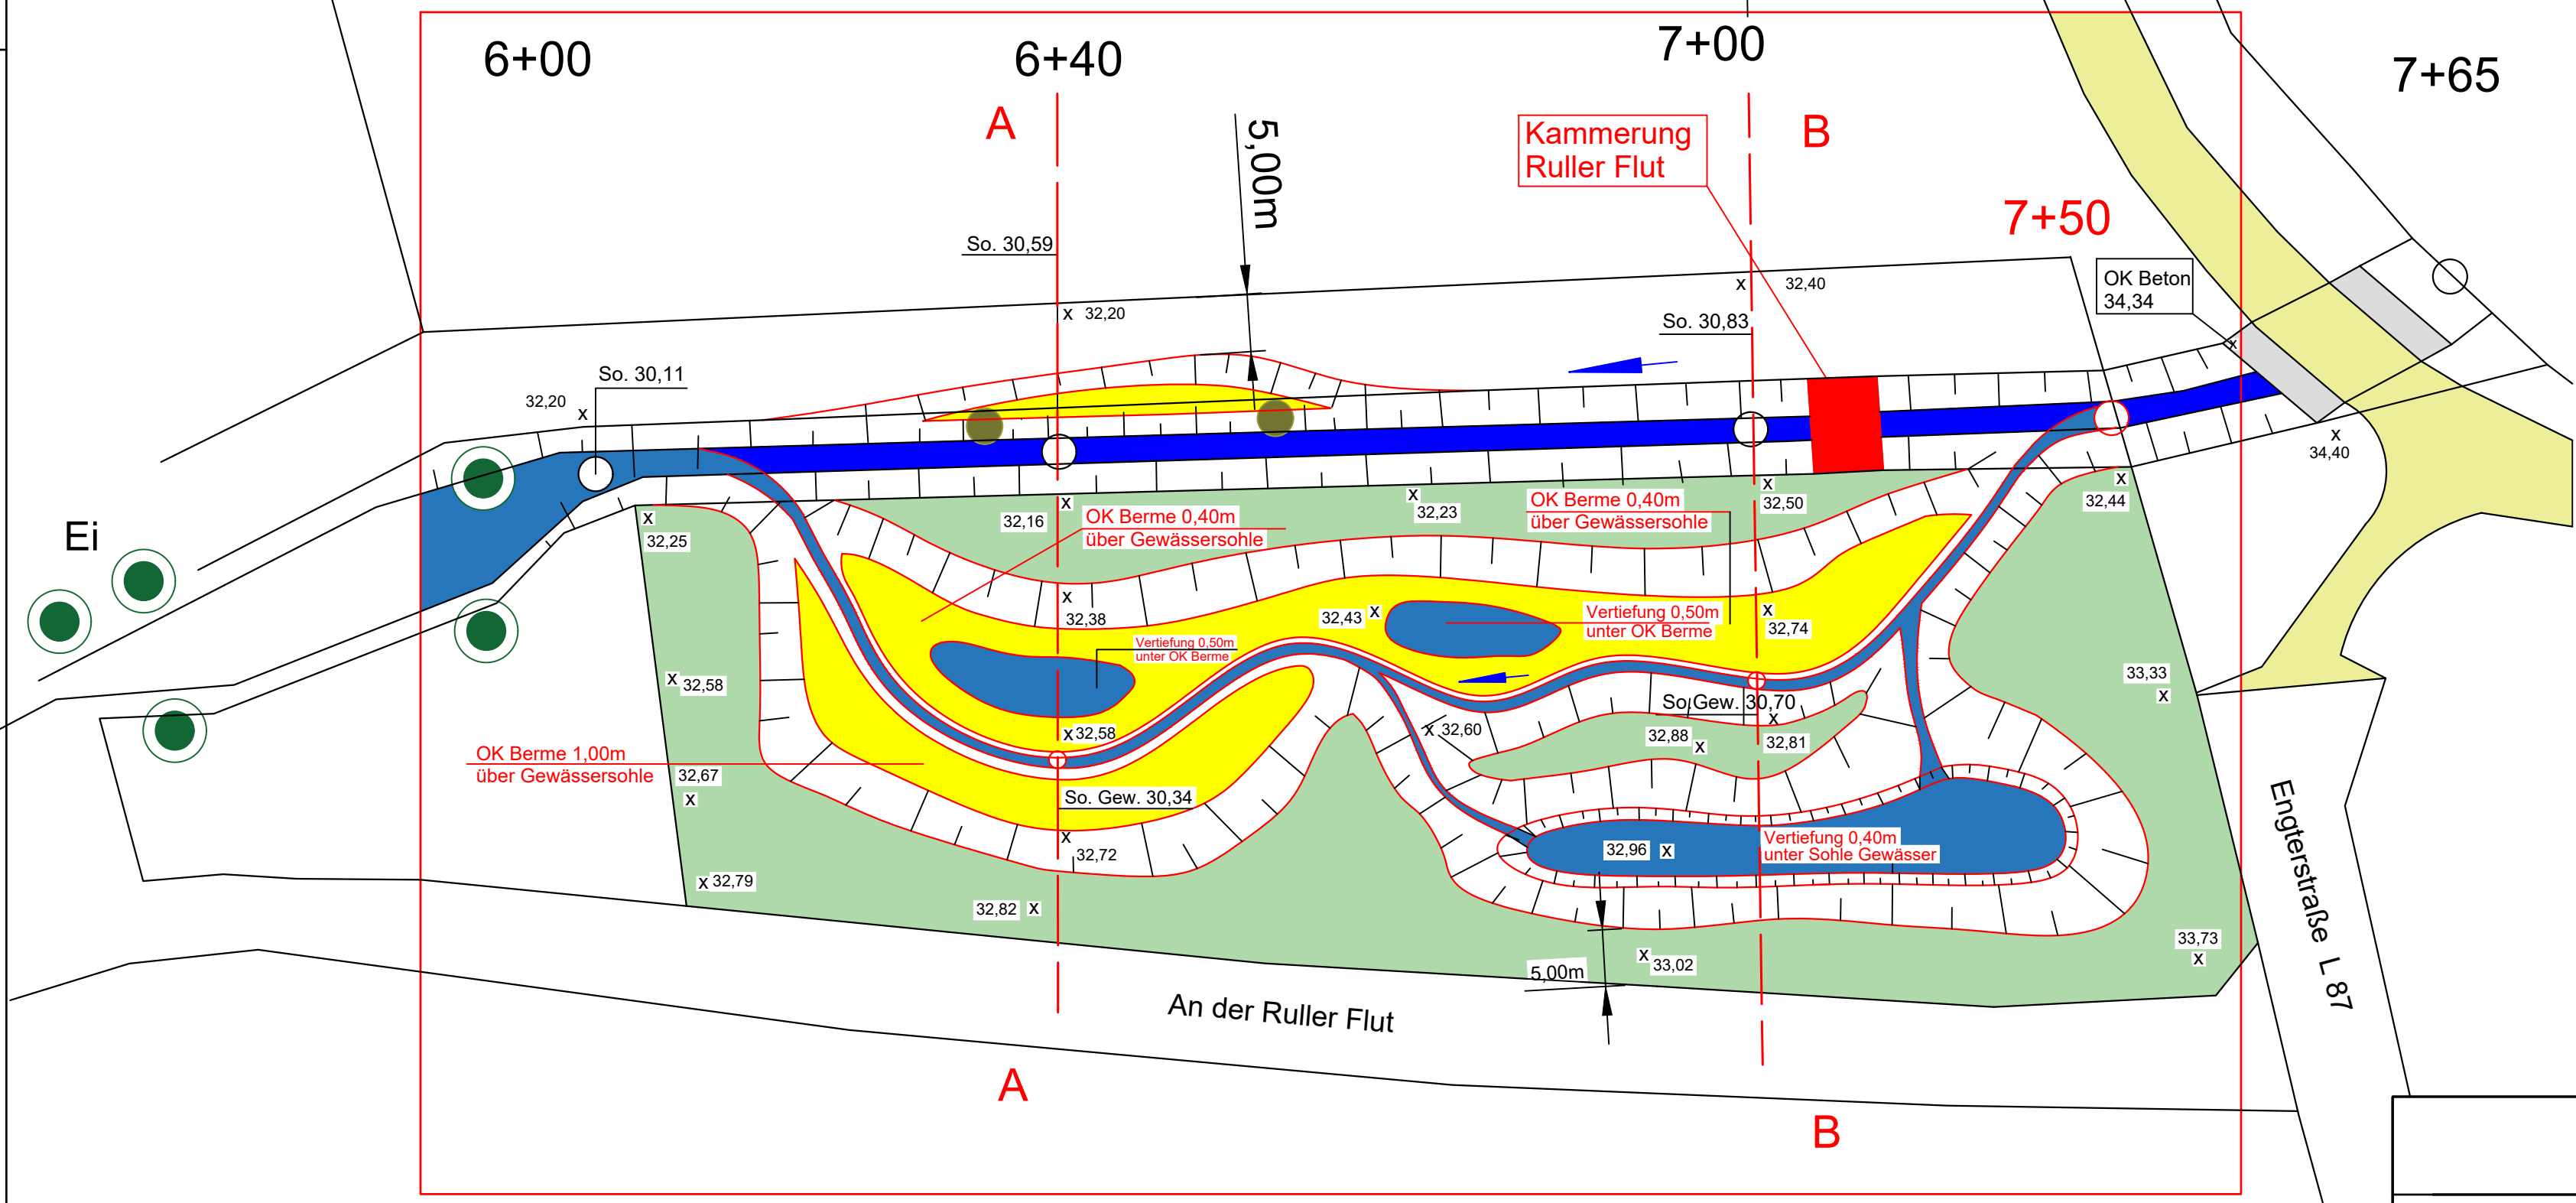 6+00
6+40
7+00
7+65
A
B
5,00m
Kammerung
Ruller Flut
7+50
So. 30,59
OK Beton
34,34
x 32,40
x 32,20
So. 30,83
x
So. 30,11
32,20 x
x
34,40
Ei
x
32,25
32,16
x
OK Berme 0,40m
über Gewässersohle
x
32,23
OK Berme 0,40m
über Gewässersohle
x
32,50
x
32,44
x
32,38
32,43 x
Vertiefung 0,50m
unter OK Berme
x
32,74
Vertiefung 0,50m
unter OK Berme
x 32,58
33,33
x
So.Gew. 30,70
x 32,58
x 32,60
32,88 x
x
32,81
OK Berme 1,00m
über Gewässersohle
32,67
x
So. Gew. 30,34
x
32,72
32,96 x
Vertiefung 0,40m
unter Sohle Gewässer
x 32,79
32,82 x
33,73
x
5,00m
x
33,02
An der Ruller Flut
Engterstraße L 87
A
B